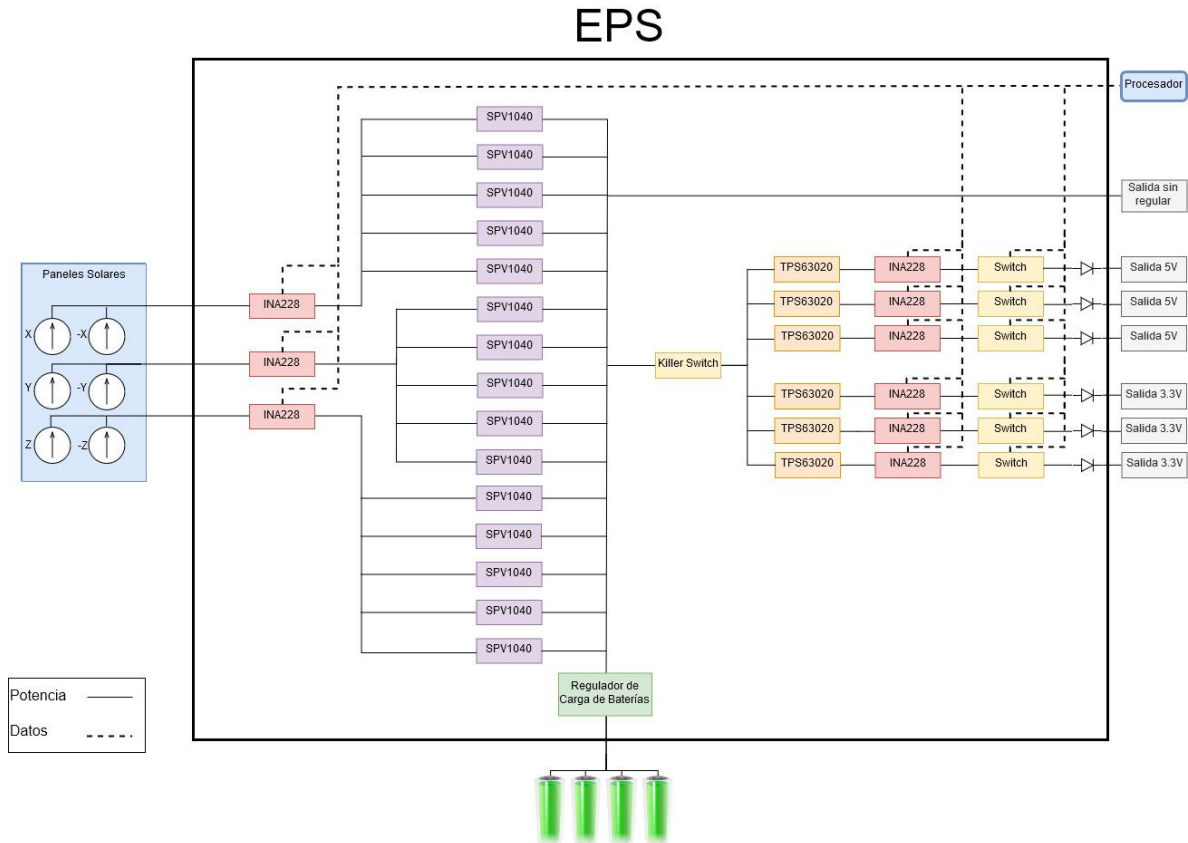 EPS
Procesador
SPV1040
SPV1040
SPV1040
Salida sin
regular
SPV1040
SPV1040
Paneles Solares
TPS63020
INA228
Switch
Salida 5V
INA228
SPV1040
TPS63020
INA228
Switch
Salida 5V
X
-X
SPV1040
TPS63020
INA228
Switch
Salida 5V
INA228
Killer Switch
Y
-Y
SPV1040
TPS63020
INA228
Switch
Salida 3.3V
INA228
SPV1040
TPS63020
INA228
Switch
Salida 3.3V
Z
-Z
SPV1040
TPS63020
INA228
Switch
Salida 3.3V
SPV1040
SPV1040
SPV1040
SPV1040
SPV1040
Regulador de
Carga de Baterías
Potencia
Datos